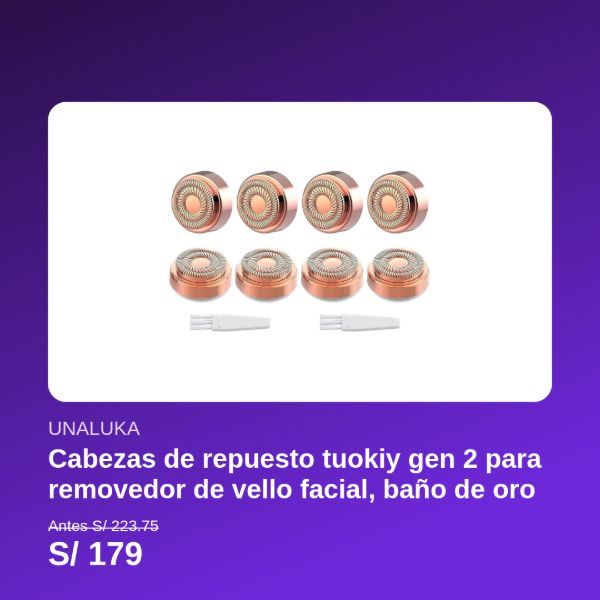 UNALUKA
Cabezas de repuesto tuokiy gen 2 para
removedor de vello facial, baño de oro
Antes S/ 223.75
S/ 179